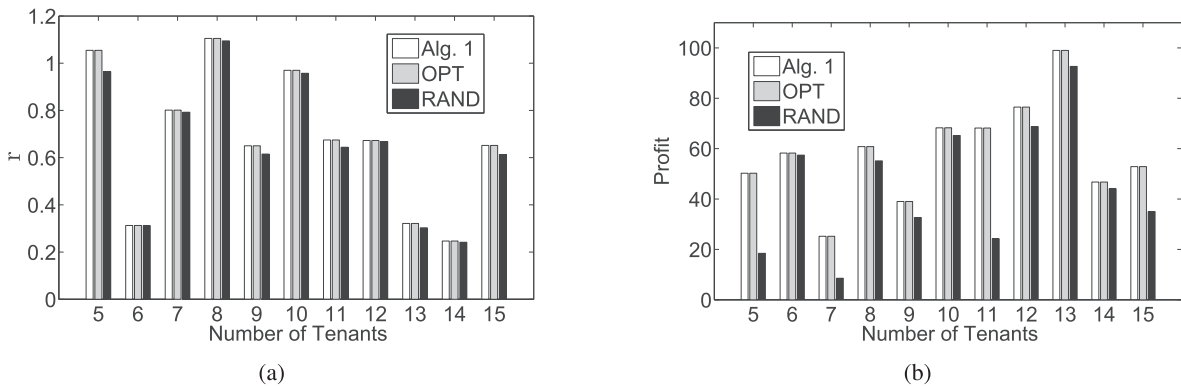 1.2
1
0.8
0.6
0.4
0.2
0
r
Alg. 1
OPT
RAND
5 6 7 8 9 10 11 12 13 14 15
Number of Tenants
(a)
100
80
60
40
20
0
Profit
Alg. 1
OPT
RAND
5 6 7 8 9 10 11 12 13 14 15
Number of Tenants
(b)